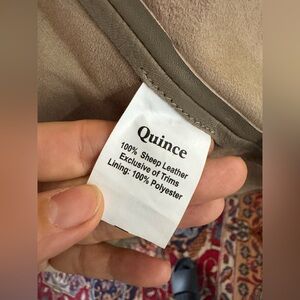 Quince
100% Sheep Leather
Exclusive of Trims
Lining: 100% Polyester